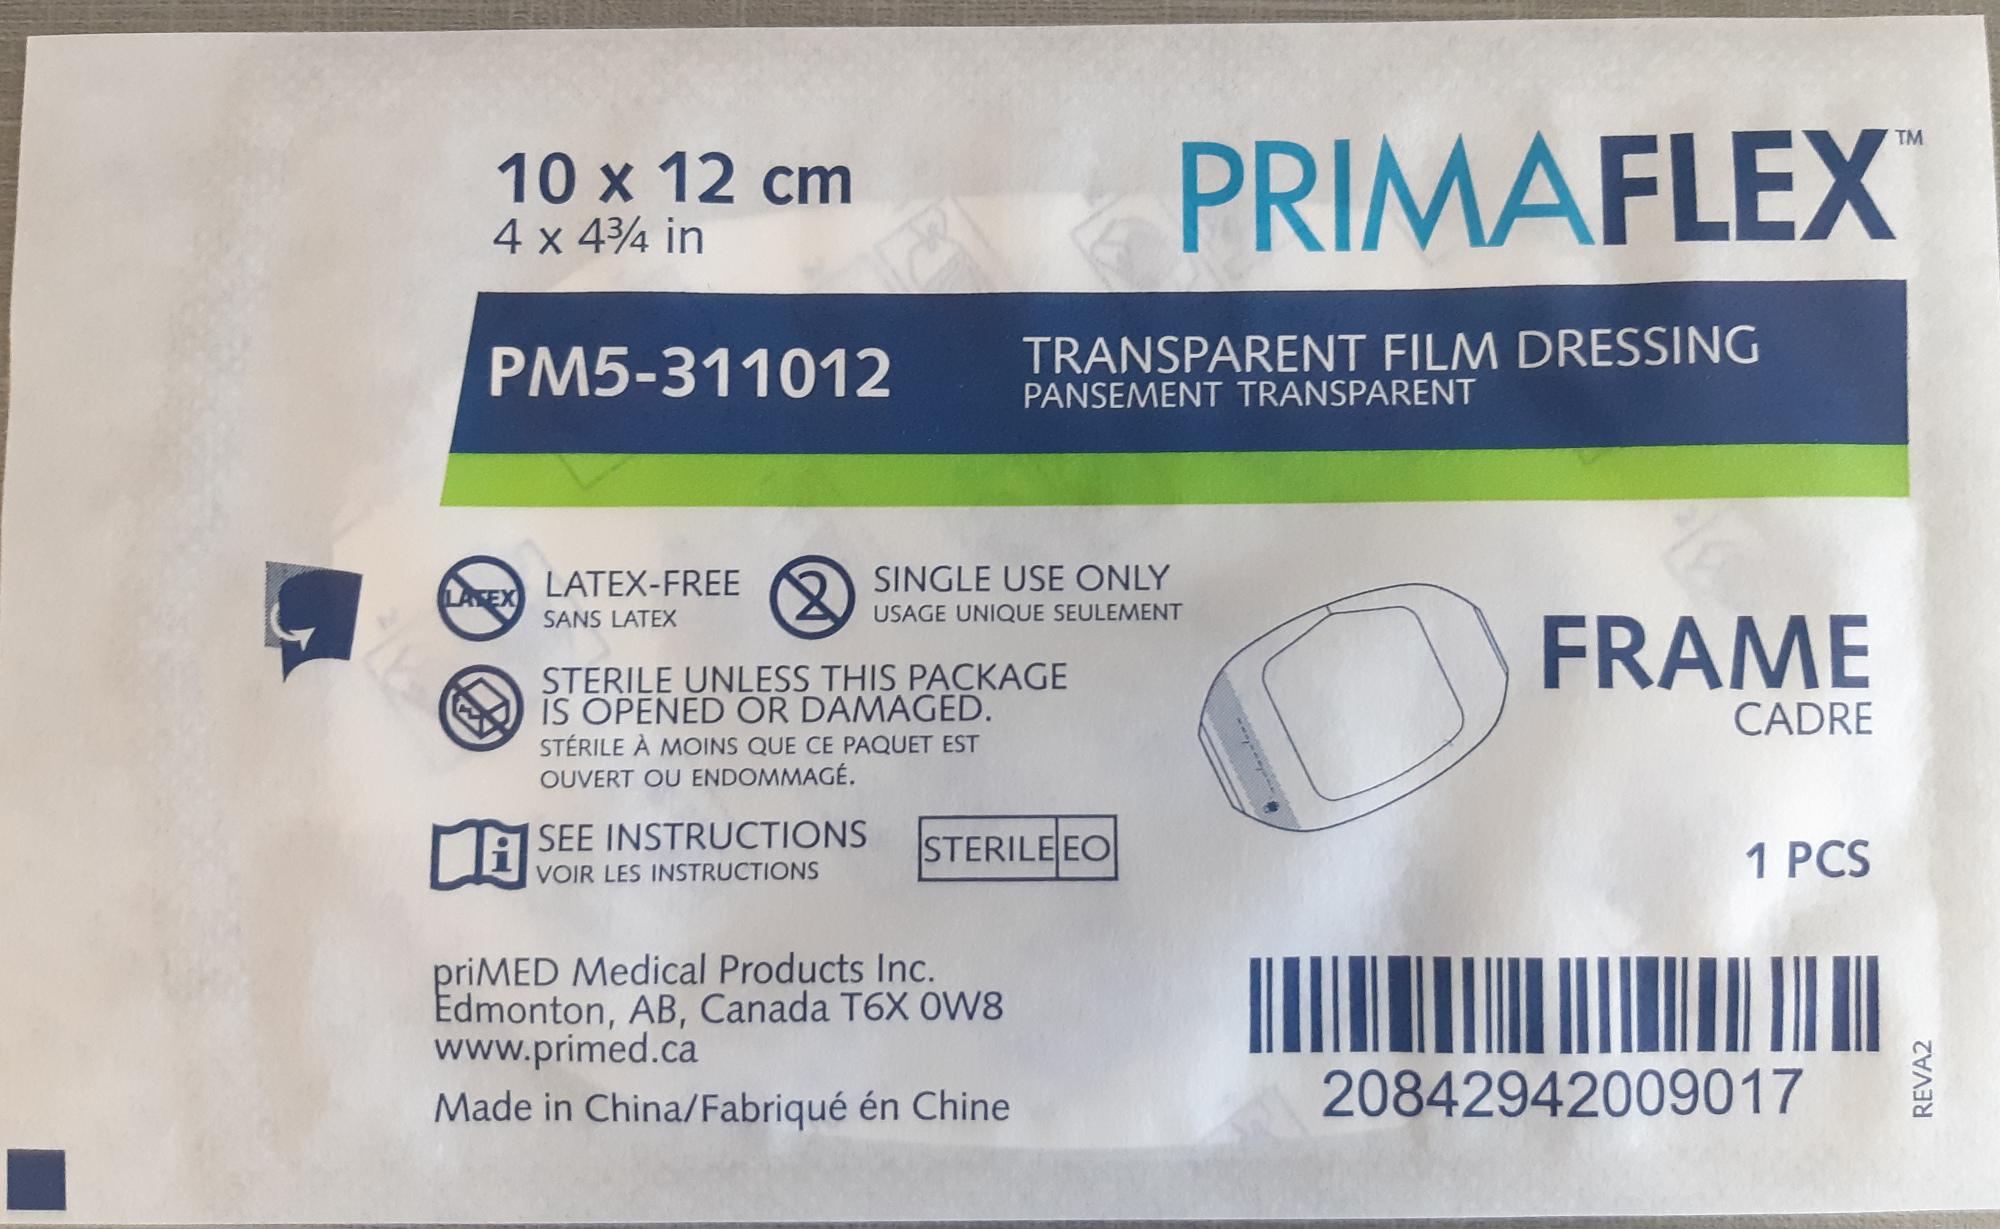 10 x 12 cm
4 x 4¾ in
PRIMAFLEX™
PM5-311012
TRANSPARENT FILM DRESSING
PANSEMENT TRANSPARENT
LATEX
LATEX-FREE
SANS LATEX
2
SINGLE USE ONLY
USAGE UNIQUE SEULEMENT
STERILE UNLESS THIS PACKAGE
IS OPENED OR DAMAGED.
STÉRILE À MOINS QUE CE PAQUET EST
OUVERT OU ENDOMMAGÉ.
FRAME
CADRE
i
SEE INSTRUCTIONS
VOIR LES INSTRUCTIONS
STERILE EO
1 PCS
priMED Medical Products Inc.
Edmonton, AB, Canada T6X 0W8
www.primed.ca
Made in China/Fabriqué én Chine
20842942009017
REVA2